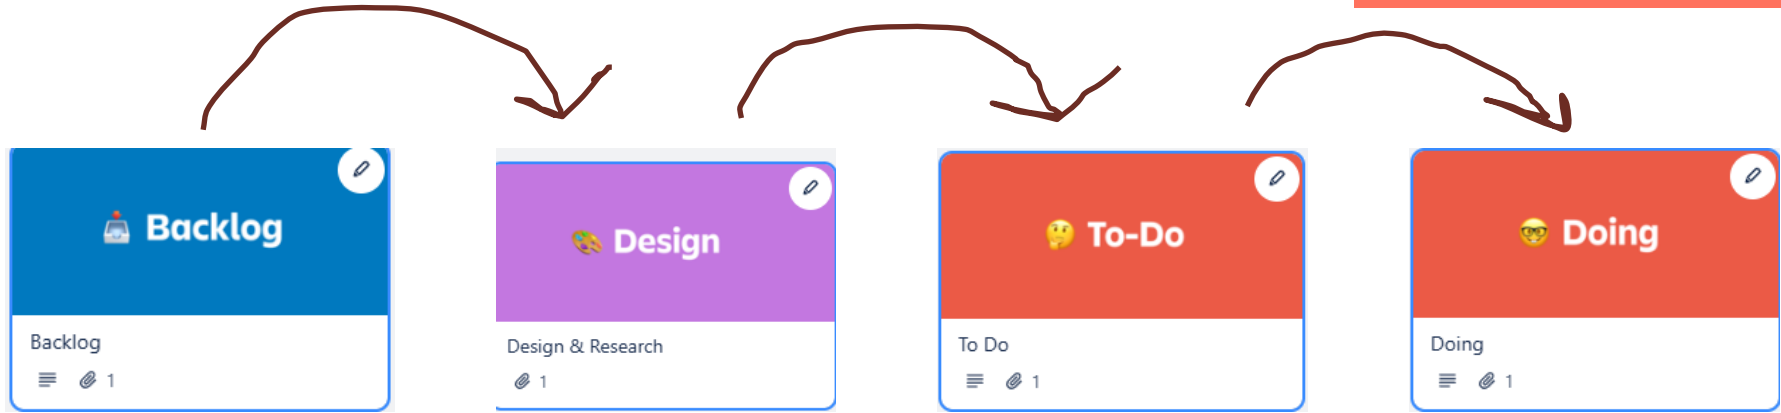 Backlog
Design
To-Do
Doing
Backlog
Design & Research
To Do
Doing
1
1
1
1